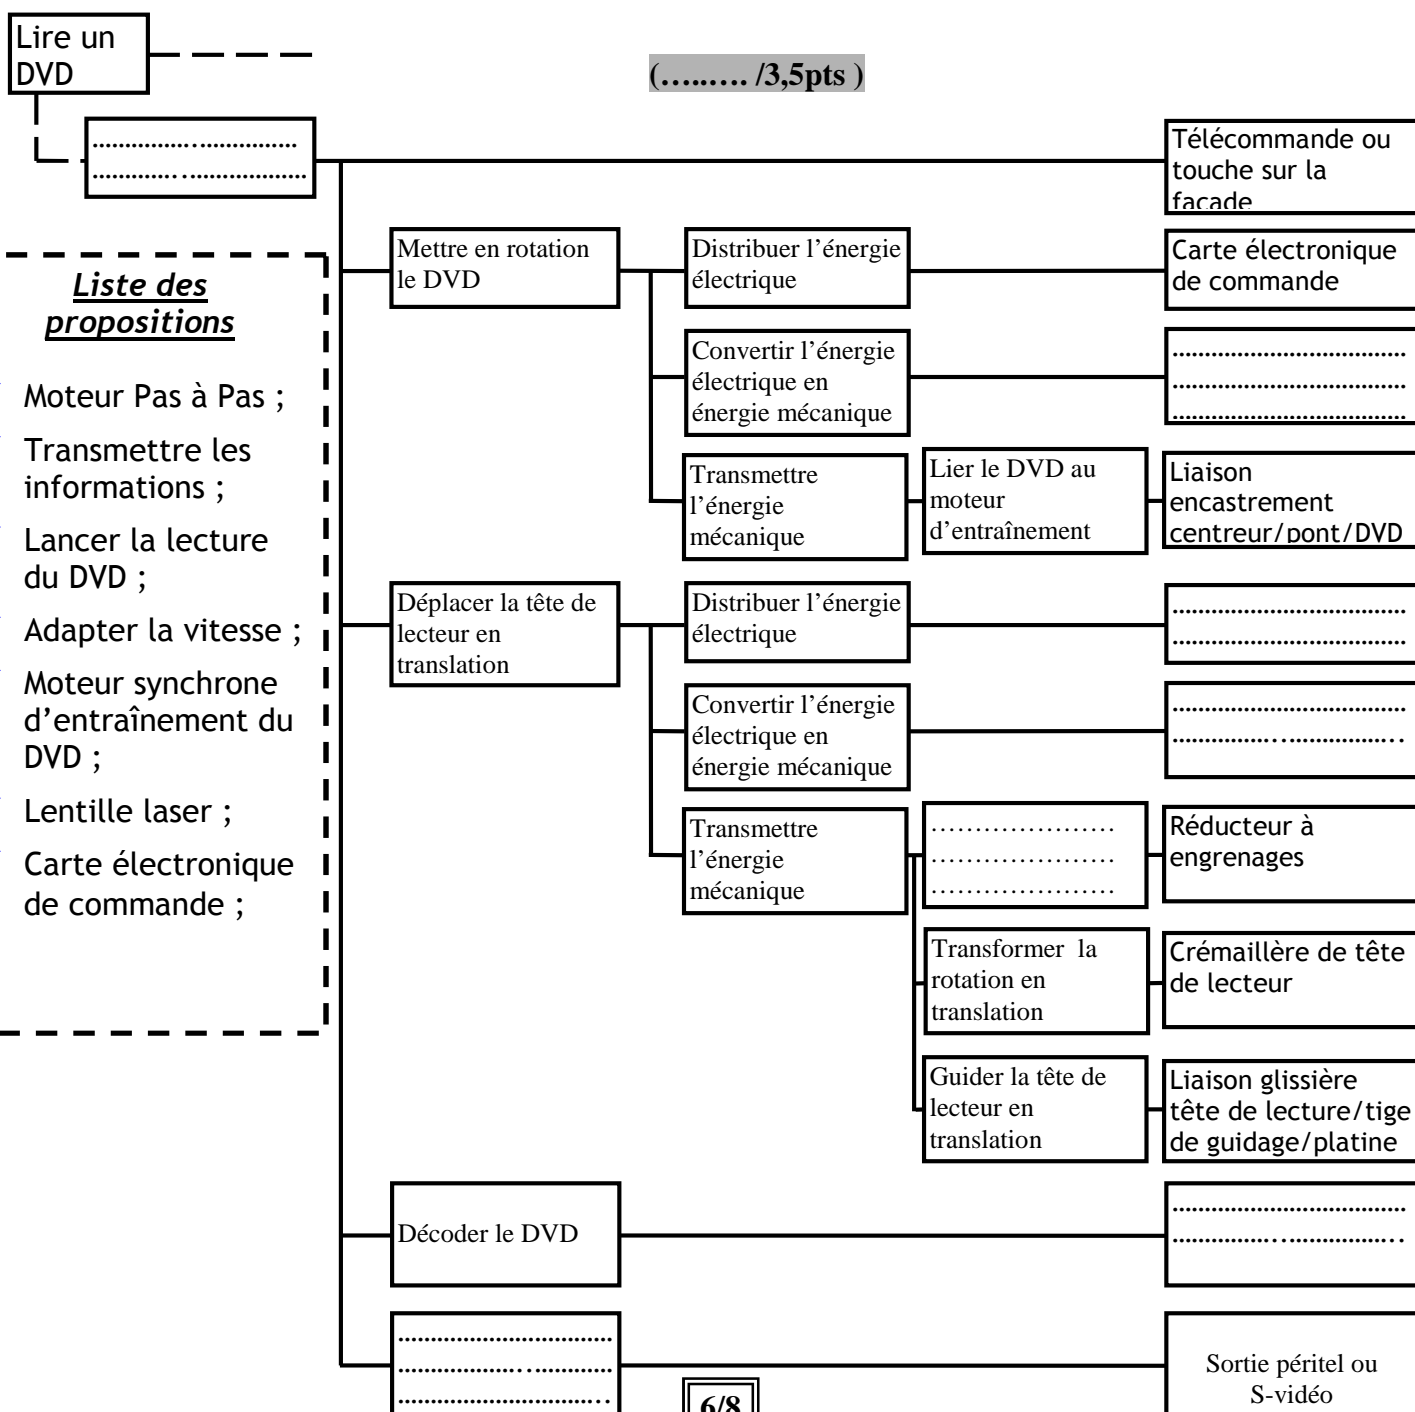 Lire un
DVD
(…..…. /3,5pts )
...............................
.................................
Télécommande ou
touche sur la
façade
Liste des
propositions
Moteur Pas à Pas ;
Transmettre les
informations ;
Lancer la lecture
du DVD ;
Adapter la vitesse ;
Moteur synchrone
d’entraînement du
DVD ;
Lentille laser ;
Carte électronique
de commande ;
Mettre en rotation
le DVD
Distribuer l’énergie
électrique
Carte électronique
de commande
Convertir l’énergie
électrique en
énergie mécanique
....................................
....................................
....................................
Transmettre
l’énergie
mécanique
Lier le DVD au
moteur
d’entraînement
Liaison
encastrement
centreur/pont/DVD
Déplacer la tête de
lecteur en
translation
Distribuer l’énergie
électrique
....................................
....................................
Convertir l’énergie
électrique en
énergie mécanique
....................................
....................................
Transmettre
l’énergie
mécanique
…………………
…………………
…………………
Réducteur à
engrenages
Transformer la
rotation en
translation
Crémaillère de tête
de lecteur
Guider la tête de
lecteur en
translation
Liaison glissière
tête de lecture/tige
de guidage/platine
Décoder le DVD
....................................
....................................
.................................
.................................
.................................
Sortie péritel ou
S-vidéo
6/8